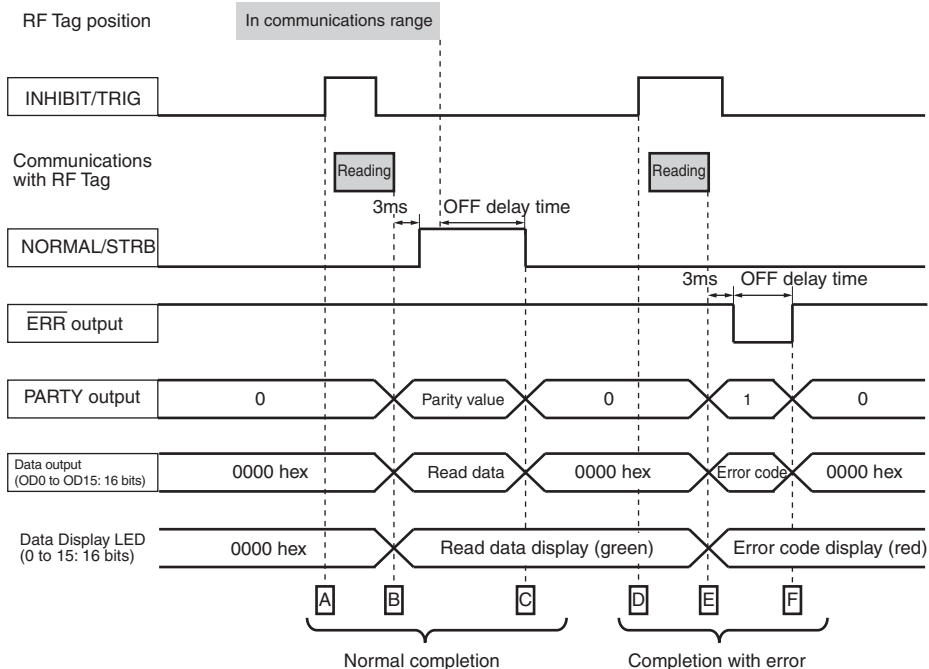 RF Tag position
In communications range
INHIBIT/TRIG
Communications
with RF Tag
Reading
Reading
3ms
OFF delay time
NORMAL/STRB
3ms
OFF delay time
ERR output
PARTY output
0
Parity value
0
1
0
Data output
(OD0 to OD15: 16 bits)
0000 hex
Read data
0000 hex
Error code
0000 hex
Data Display LED
(0 to 15: 16 bits)
0000 hex
Read data display (green)
Error code display (red)
A
B
C
D
E
F
Normal completion
Completion with error